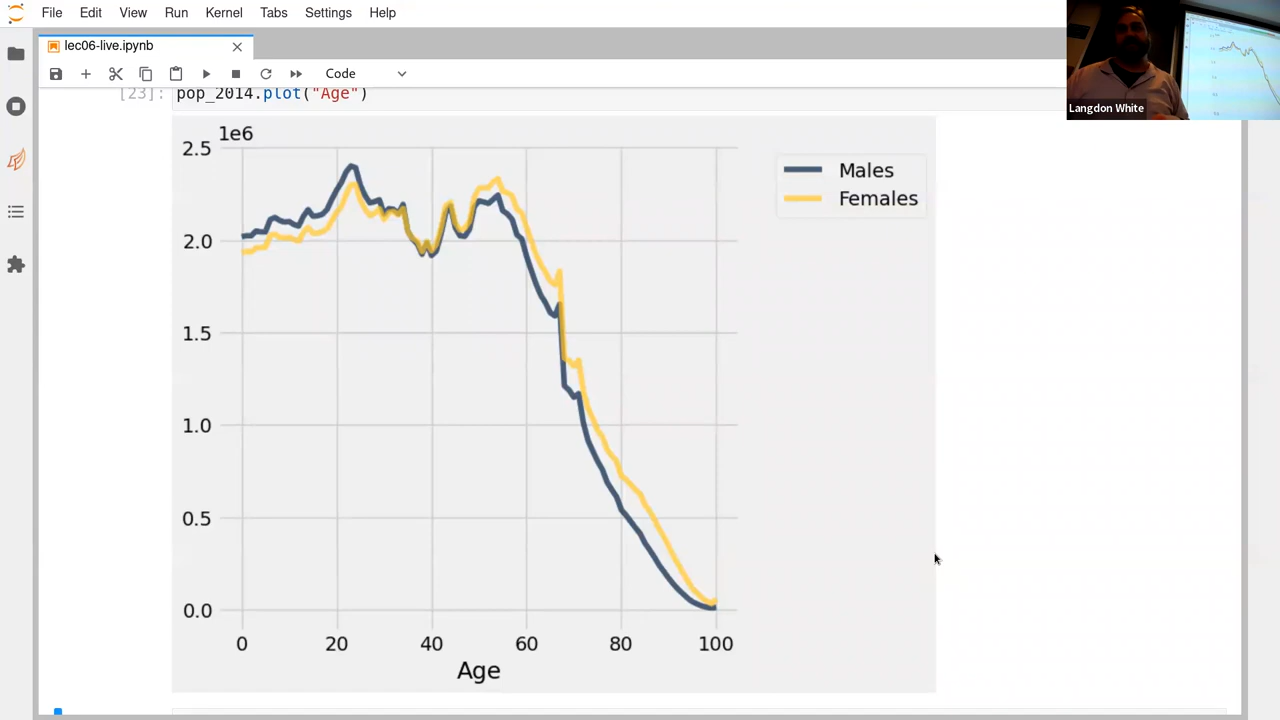 File Edit View Run Kernel Tabs Settings Help
lec06-live.ipynb
Code
Langdon White
[23]: pop_2014.plot("Age")
1e6
2.5
2.0
1.5
1.0
0.5
0.0
0 20 40 60 80 100
Age
Males
Females